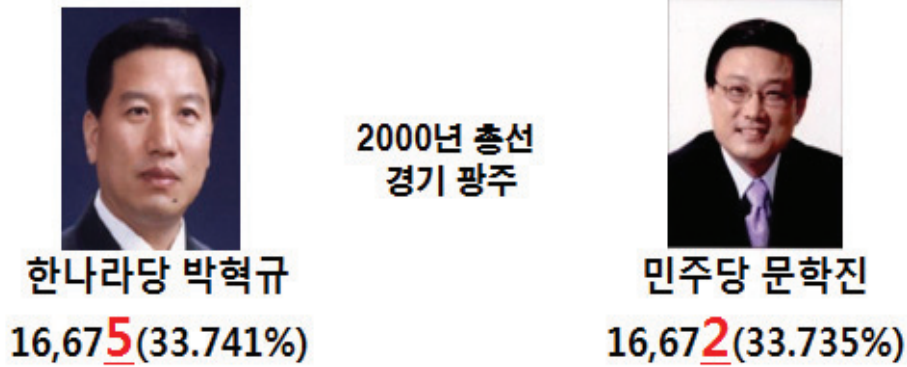 2000년 총선
경기 광주
한나라당 박혁규
민주당 문학진
16,675(33.741%)
16,672(33.735%)